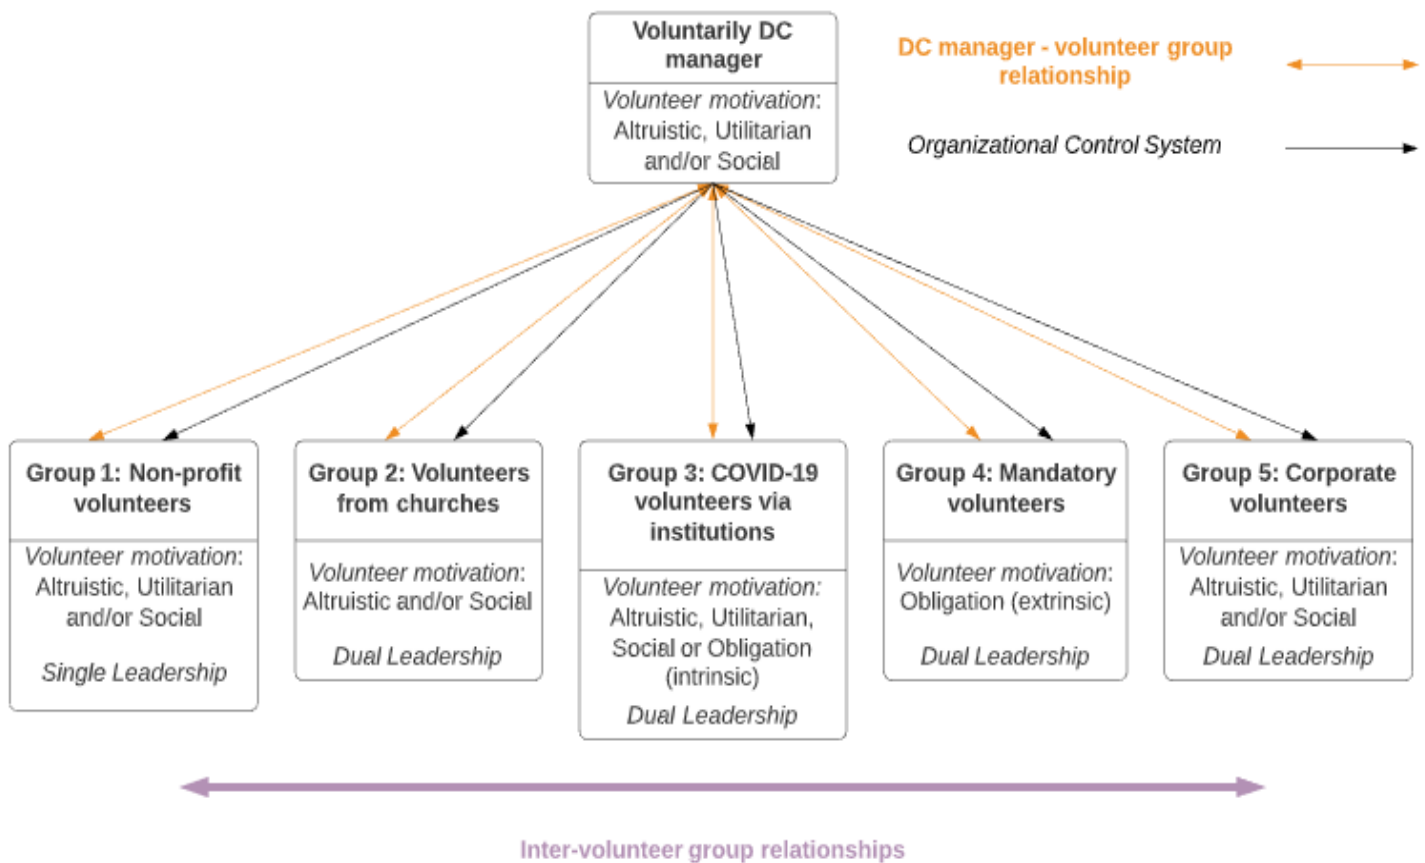 Voluntarily DC
manager
Volunteer motivation:
Altruistic, Utilitarian
and/or Social
DC manager - volunteer group
relationship
Organizational Control System
Group 1: Non-profit
volunteers
Volunteer motivation:
Altruistic, Utilitarian
and/or Social
Single Leadership
Group 2: Volunteers
from churches
Volunteer motivation:
Altruistic and/or Social
Dual Leadership
Group 3: COVID-19
volunteers via
institutions
Volunteer motivation:
Altruistic, Utilitarian,
Social or Obligation
(intrinsic)
Dual Leadership
Group 4: Mandatory
volunteers
Volunteer motivation:
Obligation (extrinsic)
Dual Leadership
Group 5: Corporate
volunteers
Volunteer motivation:
Altruistic, Utilitarian
and/or Social
Dual Leadership
Inter-volunteer group relationships